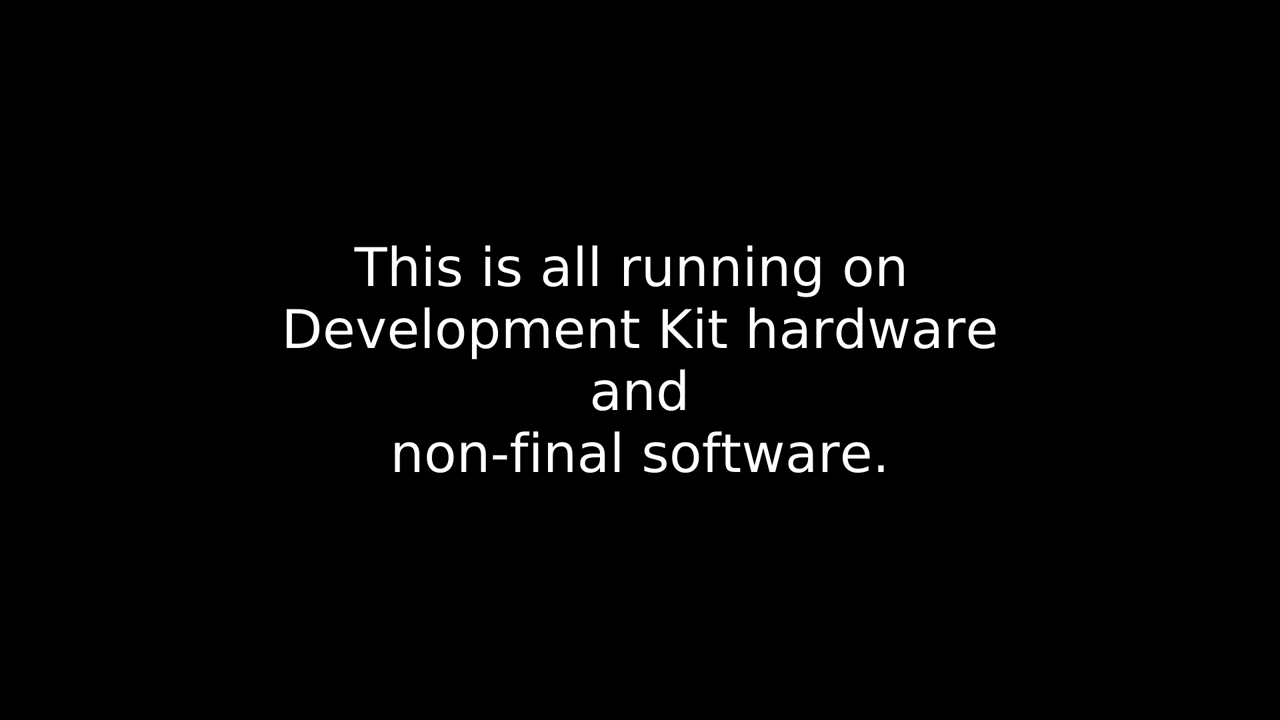 This is all running on
Development Kit hardware
and
non-final software.